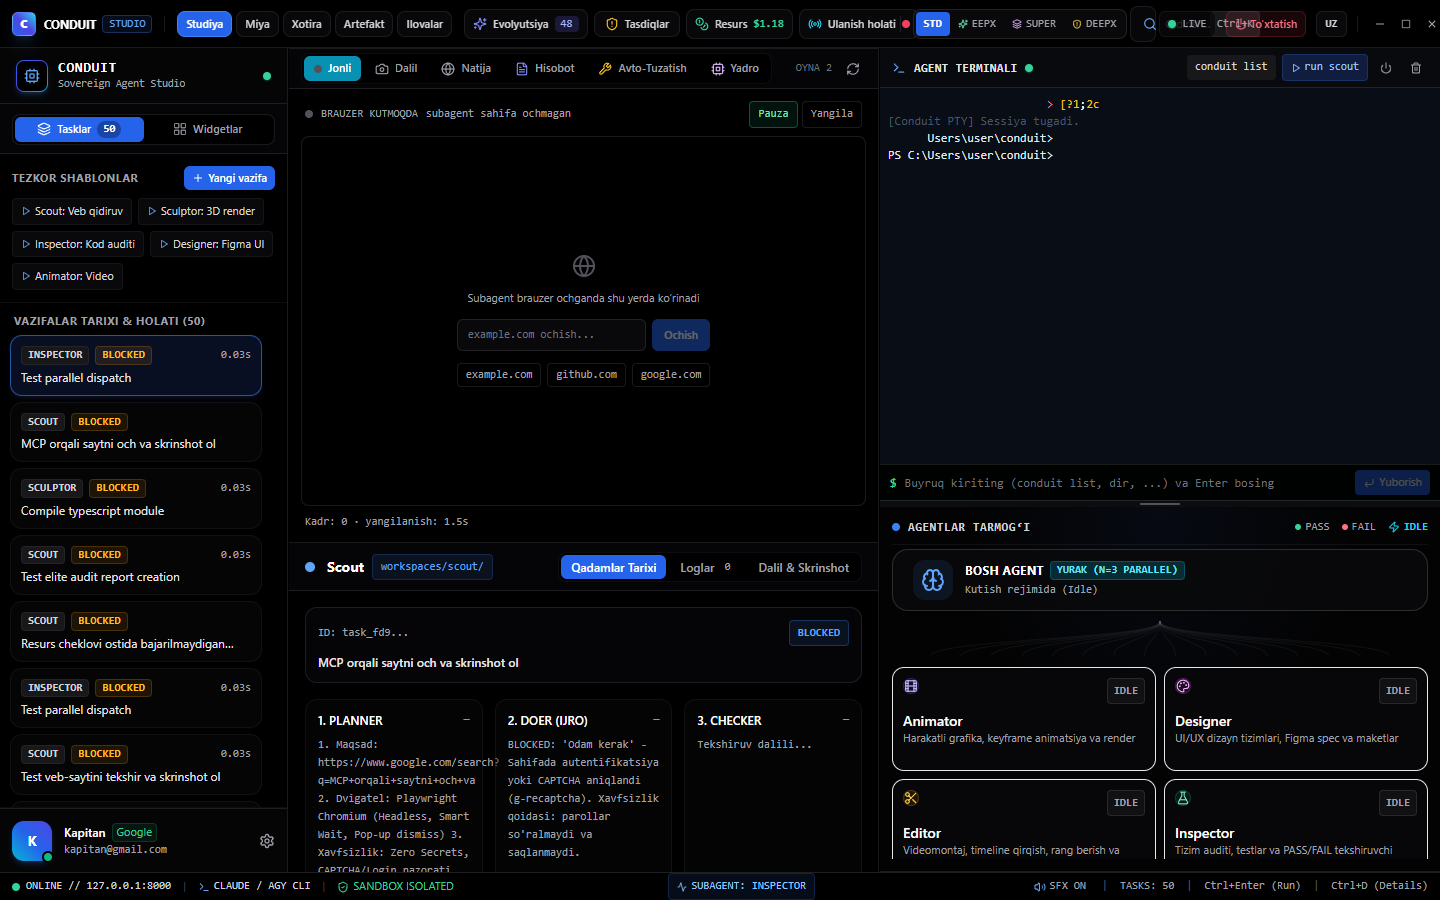 C CONDUIT STUDIO Studiya Miya Xotira Artefakt Ilovalar Evolyutsiya 48 Tasdiqlar Resurs $1.18 Ulanish holati STD EEPX SUPER DEEPX LIVE To'xtatish UZ
CONDUIT
Sovereign Agent Studio
Tasklar 50 Widgetlar
TEZKOR SHABLONLAR + Yangi vazifa
Scout: Veb qidiruv Sculptor: 3D render
Inspector: Kod auditi Designer: Figma UI
Animator: Video
VAZIFALAR TARIXI & HOLATI (50)
INSPECTOR BLOCKED 0.03s
Test parallel dispatch
SCOUT BLOCKED
MCP orqali saytni och va skrinshot ol
SCULPTOR BLOCKED 0.03s
Compile typescript module
SCOUT BLOCKED 0.03s
Test elite audit report creation
SCOUT BLOCKED
Resurs cheklovi ostida bajarilmaydigan...
INSPECTOR BLOCKED 0.03s
Test parallel dispatch
SCOUT BLOCKED 0.03s
Test veb-saytini tekshir va skrinshot ol
K
Kapitan Google
kapitan@gmail.com
Jonli Dalil Natija Hisobot Avto-Tuzatish Yadro OYNA 2
BRAUZER KUTMOQDA subagent sahifa ochmagan Pauza Yangila
Subagent brauzer ochganda shu yerda ko'rinadi
example.com ochish... Ochish
example.com github.com google.com
Kadr: 0 · yangilanish: 1.5s
Scout workspaces/scout/ Qadamlar Tarixi Loglar 0 Dalil & Skrinshot
ID: task_fd9... BLOCKED
MCP orqali saytni och va skrinshot ol
1. PLANNER –
1. Maqsad:
https://www.google.com/search?
q=MCP+orqali+saytni+och+va
2. Dvigatel: Playwright
Chromium (Headless, Smart
Wait, Pop-up dismiss) 3.
Xavfsizlik: Zero Secrets,
CAPTCHA/Login nazorati
2. DOER (IJRO) –
BLOCKED: 'Odam kerak' -
Sahifada autentifikatsiya
yoki CAPTCHA aniqlandi
(g-recaptcha). Xavfsizlik
qoidasi: parollar
so'ralmaydi va
saqlanmaydi.
3. CHECKER –
Tekshiruv dalili...
AGENT TERMINALI conduit list run scout
> [?1;2c
[Conduit PTY] Sessiya tugadi.
Users\user\conduit>
PS C:\Users\user\conduit>
$ Buyruq kiriting (conduit list, dir, ...) va Enter bosing Yuborish
AGENTLAR TARMOG'I PASS FAIL IDLE
BOSH AGENT YURAK (N=3 PARALLEL)
Kutish rejimida (Idle)
IDLE
Animator
Harakatli grafika, keyframe animatsiya va render
IDLE
Designer
UI/UX dizayn tizimlari, Figma spec va maketlar
IDLE
Editor
Videomontaj, timeline qirqish, rang berish va
IDLE
Inspector
Tizim auditi, testlar va PASS/FAIL tekshiruvchi
ONLINE // 127.0.0.1:8000 | CLAUDE / AGY CLI | SANDBOX ISOLATED SUBAGENT: INSPECTOR SFX ON | TASKS: 50 | Ctrl+Enter (Run) | Ctrl+D (Details)